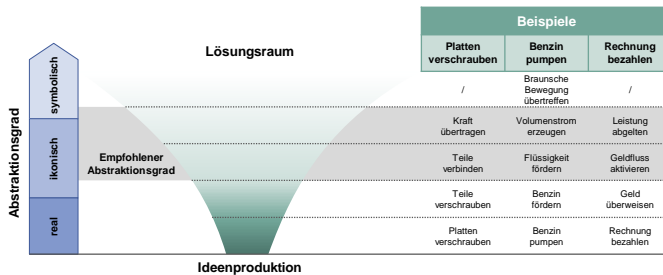 Beispiele
Lösungsraum
Platten verschrauben
Benzin pumpen
Rechnung bezahlen
Abstraktionsgrad
symbolisch
ikonisch
real
/
Braunsche
Bewegung
übertreffen
/
Empfohlener
Abstraktionsgrad
Kraft
übertragen
Volumenstrom
erzeugen
Leistung
abgelten
Teile
verbinden
Flüssigkeit
fördern
Geldfluss
aktivieren
Teile
verschrauben
Benzin
fördern
Geld
überweisen
Platten
verschrauben
Benzin
pumpen
Rechnung
bezahlen
Ideenproduktion